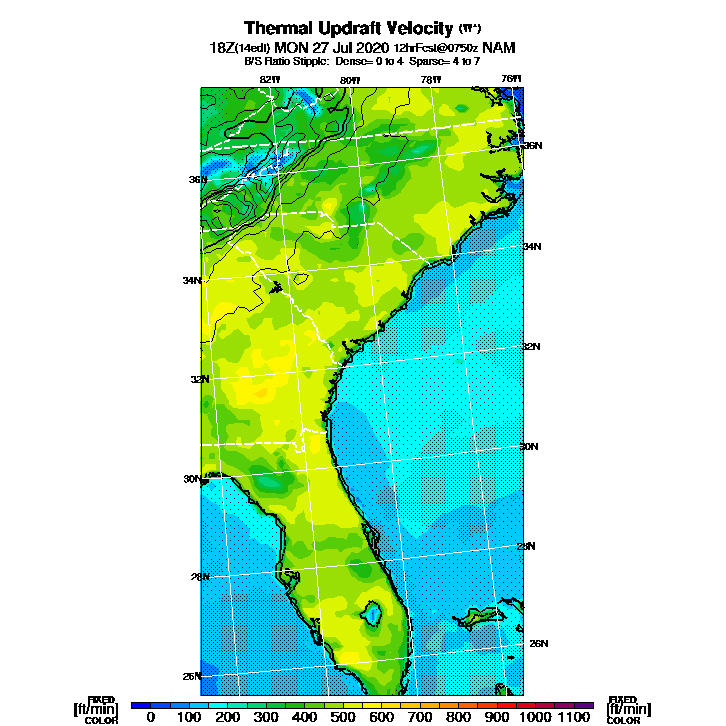 Thermal Updraft Velocity (W*)
18Z(14edt) MON 27 Jul 2020 12hrFcst@0750z NAM
B/S Ratio Stipple: Dense= 0 to 4 Sparse= 4 to 7
82W 80W 78W 76W
36N
36N
34N
34N
32N
32N
30N
30N
28N
28N
26N
26N
FIXED
[ft/min]
COLOR
0 100 200 300 400 500 600 700 800 900 1000 1100
FIXED
[ft/min]
COLOR